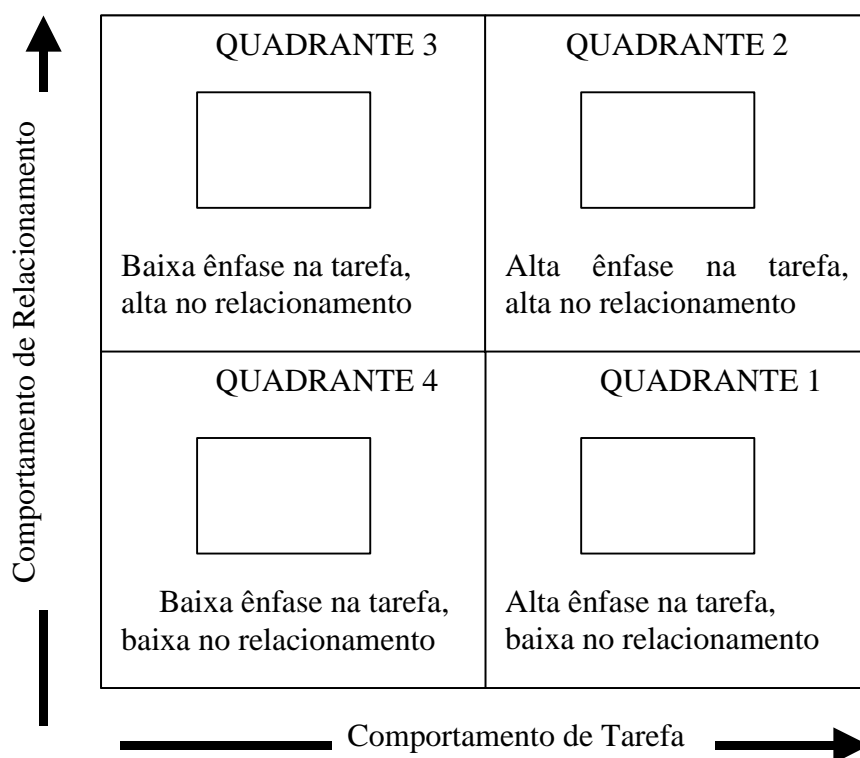 QUADRANTE 3
QUADRANTE 2
Baixa ênfase na tarefa,
alta no relacionamento
Alta ênfase na tarefa,
alta no relacionamento
QUADRANTE 4
QUADRANTE 1
Baixa ênfase na tarefa,
baixa no relacionamento
Alta ênfase na tarefa,
baixa no relacionamento
Comportamento de Relacionamento
Comportamento de Tarefa